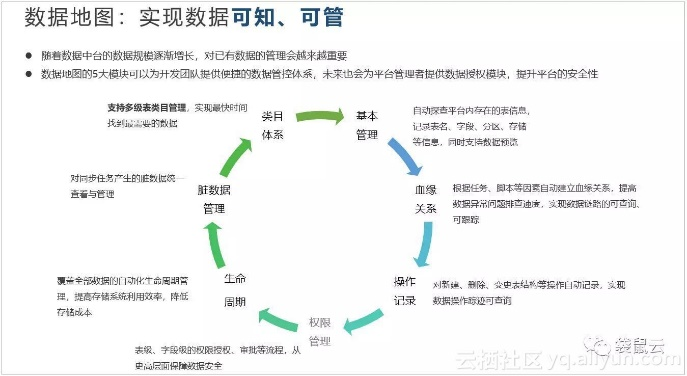 数据地图：实现数据可知、可管
随着数据中台的数据规模逐渐增长，对已有数据的管理会越来越重要
数据地图的5大模块可以为开发团队提供便捷的数据管控体系，未来也会为平台管理者提供数据授权模块，提升平台的安全性
支持多级表类目管理，实现最快时间
找到最需要的数据
类目
体系
基本
管理
自动探查平台内存在的表信息，
记录表名、字段、分区、存储
等信息，同时支持数据预览
对同步任务产生的脏数据统一
查看与管理
脏数据
管理
血缘
关系
根据任务、脚本等因素自动建立血缘关系，提高
数据异常问题排查速度，实现数据链路的可查询、
可跟踪
覆盖全部数据的自动化生命周期管
理，提高存储系统利用效率，降低
存储成本
生命
周期
操作
记录
对新建、删除、变更表结构等操作自动记录，实现
数据操作踪迹可查询
权限
管理
表级、字段级的权限授权、审批等流程，从
更高层面保障数据安全
袋鼠云
云栖社区 yq.aliyun.com